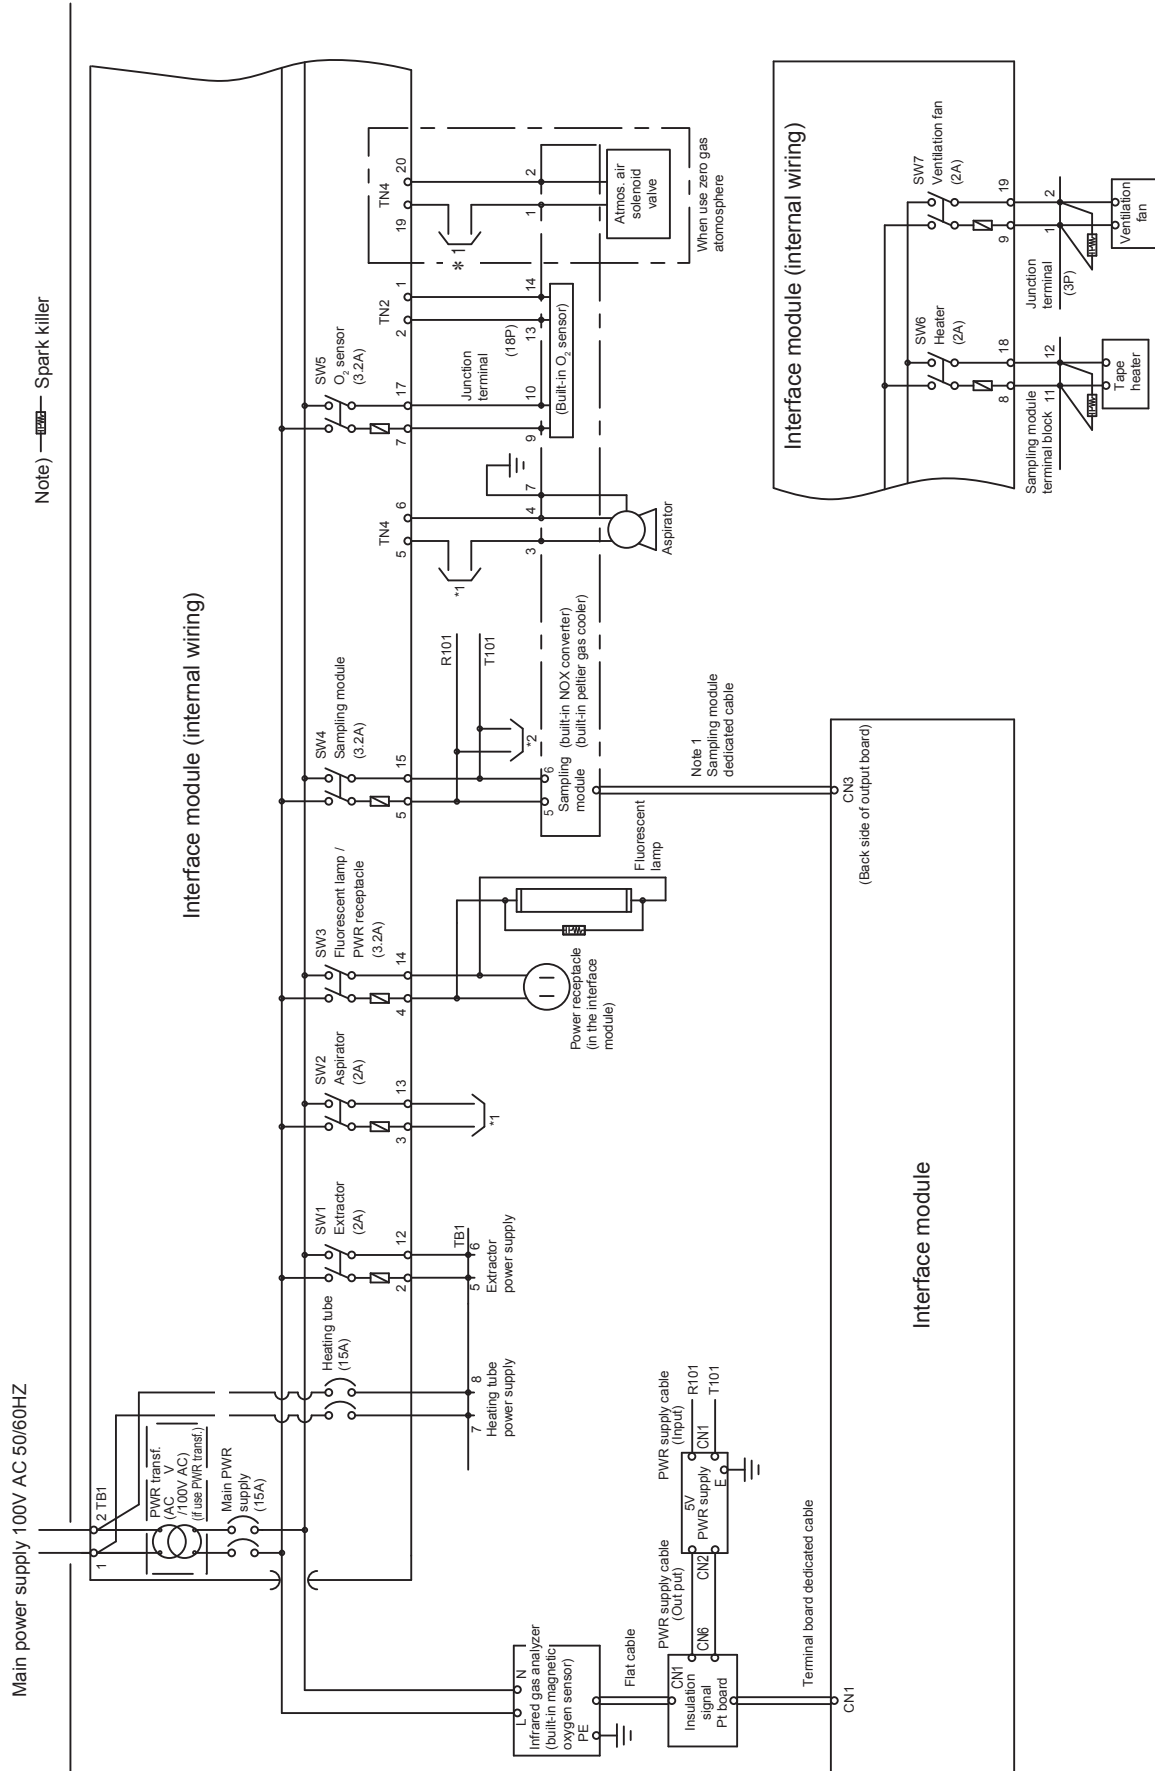 Main power supply 100V AC 50/60HZ
Note)
Spark killer
Interface module (internal wiring)
1
2 TB1
PWR transf.
(AC V
/100V AC)
(if use PWR transf.)
Main PWR
supply
(15A)
Heating tube
(15A)
SW1
Extractor
(2A)
SW2
Aspirator
(2A)
SW3
Fluorescent lamp /
PWR receptacle
(3.2A)
SW4
Sampling module
(3.2A)
SW5
O2 sensor
(3.2A)
2
12
3
13
4
14
5
15
5
6
TN4
7
17
2
1
TN2
19
20
TN4
TB1
7
8
Heating tube
power supply
5
6
Extractor
power supply
*1
Power receptacle
(in the interface
module)
Fluorescent
lamp
R101
T101
*2
5
6
Sampling
module
(built-in NOX converter)
(built-in peltier gas cooler)
*1
3
4
7
Aspirator
Junction
terminal
(18P)
9
10
13
14
(Built-in O2 sensor)
*1
1
2
Atmos. air
solenoid
valve
When use zero gas
atomosphere
Note 1
Sampling module
dedicated cable
L
N
Infrared gas analyzer
(built-in magnetic
oxygen sensor)
PE
Flat cable
CN1
CN6
Insulation
signal
Pt board
PWR supply cable
(Out put)
CN2
5V
PWR supply
E
CN1
PWR supply cable
(Input)
R101
T101
Terminal board dedicated cable
CN1
CN3
(Back side of output board)
Interface module
Interface module (internal wiring)
SW6
Heater
(2A)
SW7
Ventilation fan
(2A)
8
18
9
19
Sampling module
terminal block
11
12
Tape
heater
Junction
terminal
(3P)
1
2
Ventilation
fan